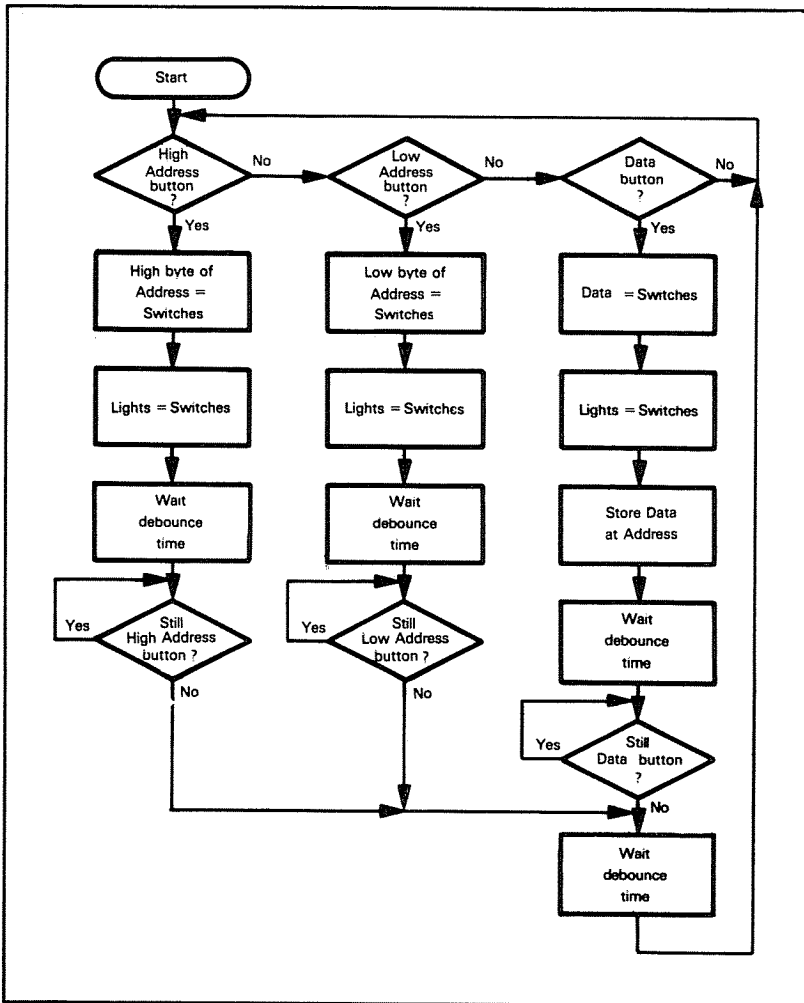 Start
High
Address
button
?
No
Low
Address
button
?
No
Data
button
?
No
Yes
Yes
Yes
High byte of
Address =
Switches
Low byte of
Address =
Switches
Data = Switches
Lights = Switches
Lights = Switches
Lights = Switches
Wait
debounce
time
Wait
debounce
time
Store Data
at Address
Yes
Still
High Address
button ?
No
Yes
Still
Low Address
button ?
No
Wait
debounce
time
Yes
Still
Data button
?
No
Wait
debounce
time